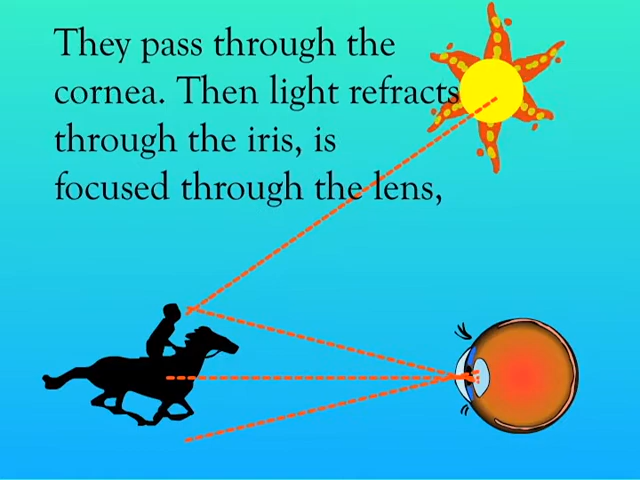 They pass through the
cornea. Then light refracts
through the iris, is
focused through the lens,